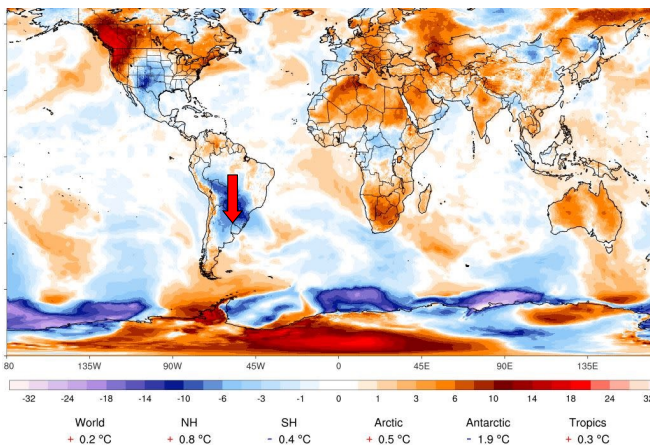 80 135W 90W 45W 0 45E 90E 135E
-32 -24 -18 -14 -10 -6 -3 -1 1 3 6 10 14 18 24 32
World NH SH Arctic Antarctic Tropics
+ 0.2 °C + 0.8 °C - 0.4 °C + 0.5 °C - 1.9 °C + 0.3 °C